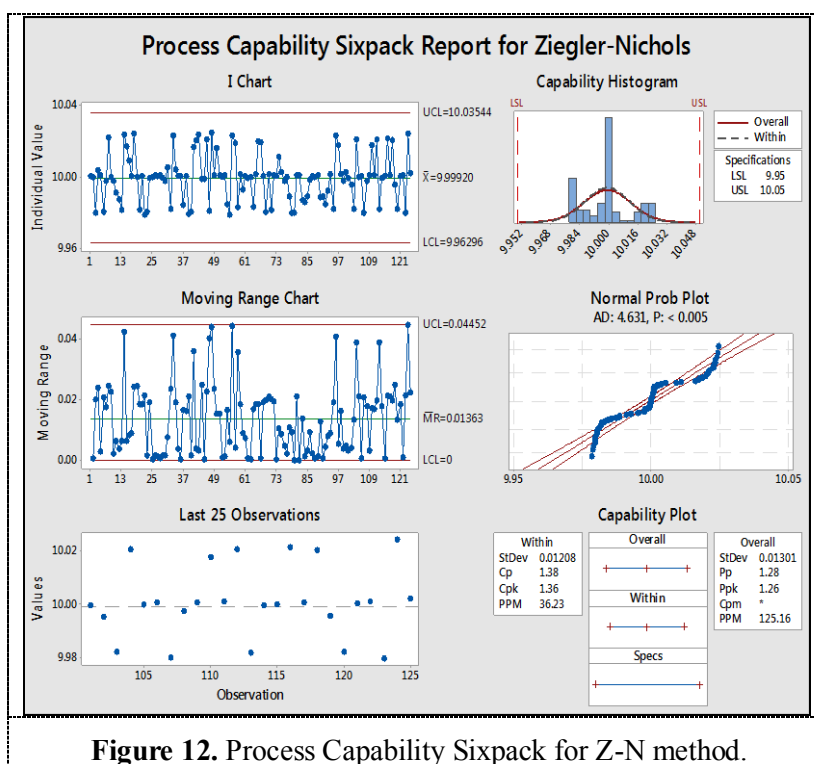 Process Capability Sixpack Report for Ziegler-Nichols
I Chart
Individual Value
10.04
10.00
9.96
1 13 25 37 49 61 73 85 97 109 121
UCL=10.03544
X̄=9.99920
LCL=9.96296
Capability Histogram
LSL USL
9.952 9.968 9.984 10.000 10.016 10.032 10.048
Overall
Within
Specifications
LSL 9.95
USL 10.05
Moving Range Chart
Moving Range
0.04
0.02
0.00
1 13 25 37 49 61 73 85 97 109 121
UCL=0.04452
M̄R̄=0.01363
LCL=0
Normal Prob Plot
AD: 4.631, P: < 0.005
9.95 10.00 10.05
Last 25 Observations
Values
10.02
10.00
9.98
105 110 115 120 125
Observation
Capability Plot
Within
StDev 0.01208
Cp 1.38
Cpk 1.36
PPM 36.23
Overall
Within
Specs
Overall
StDev 0.01301
Pp 1.28
Ppk 1.26
Cpm *
PPM 125.16
Figure 12. Process Capability Sixpack for Z-N method.